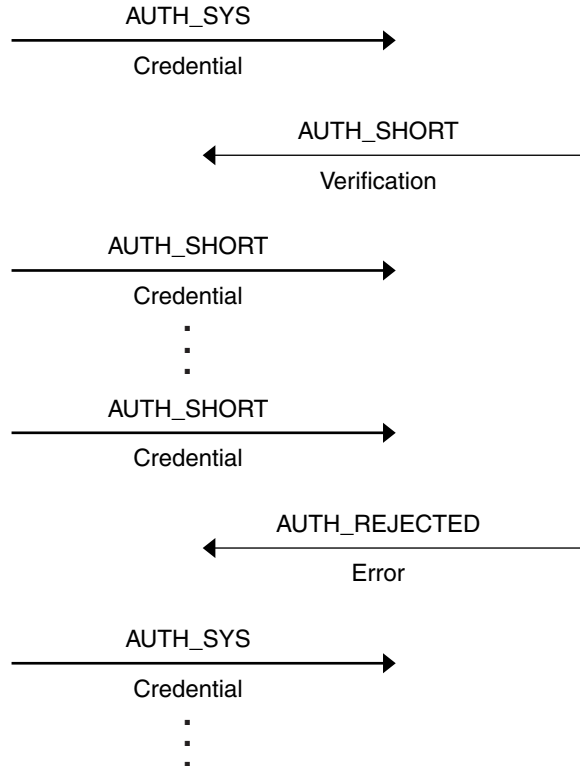 AUTH_SYS
Credential
AUTH_SHORT
Verification
AUTH_SHORT
Credential
AUTH_SHORT
Credential
AUTH_REJECTED
Error
AUTH_SYS
Credential